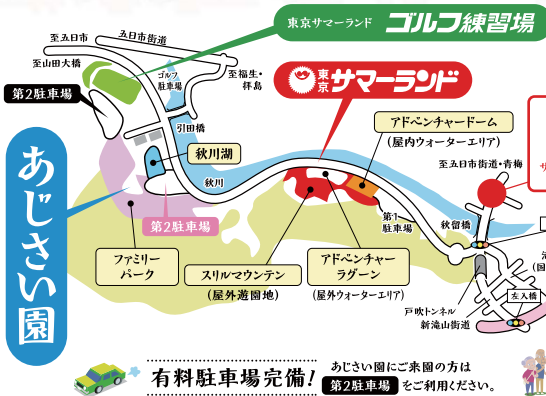 東京サマーランド ゴルフ練習場
至五日市
五日市街道
至山田大橋
ゴルフ
駐車場
至福生・
拝島
東京サマーランド
第2駐車場
引田橋
アドベンチャードーム
(屋内ウォーターエリア)
秋川湖
至五日市街道・青梅
サ
あじさい園
秋川
第2駐車場
第1
駐車場
秋留橋
ファミリー
パーク
スリルマウンテン
(屋外遊園地)
アドベンチャー
ラグーン
(屋外ウォーターエリア)
(国
左入橋
戸吹トンネル
新滝山街道
有料駐車場完備!
あじさい園にご来園の方は
第2駐車場 をご利用ください。